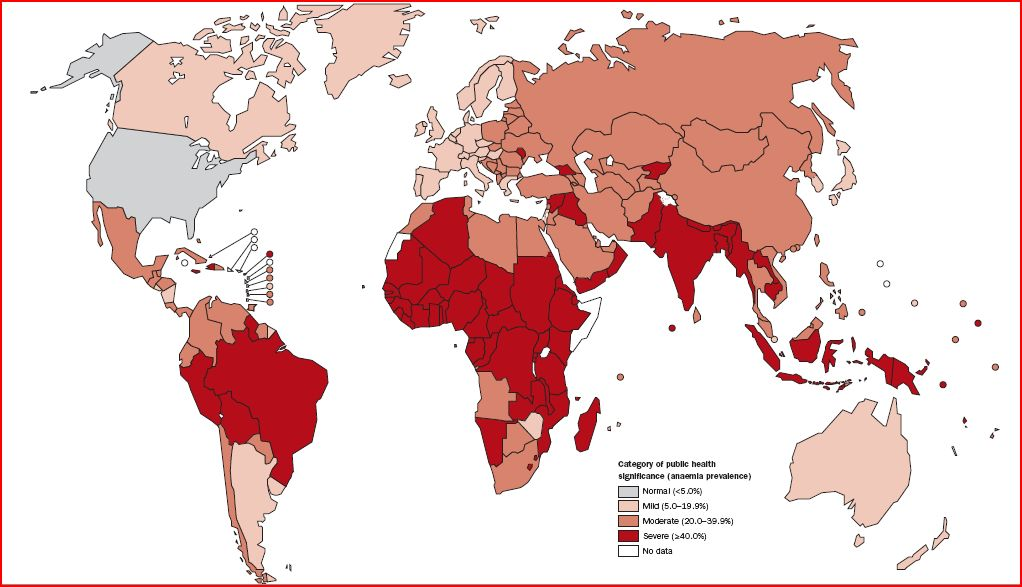 Category of public health
significance (anaemia prevalence)
Normal (<5.0%)
Mild (5.0–19.9%)
Moderate (20.0–39.9%)
Severe (≥40.0%)
No data